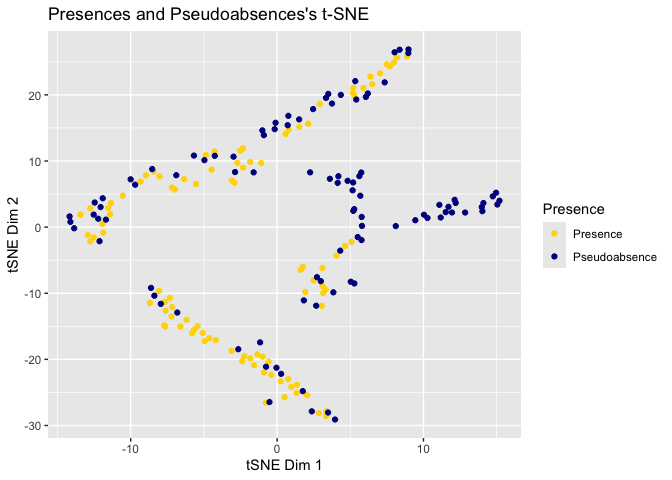 Presences and Pseudoabsences's t-SNE
20
10
0
-10
-20
-30
tSNE Dim 2
-10
0
10
tSNE Dim 1
Presence
Presence
Pseudoabsence